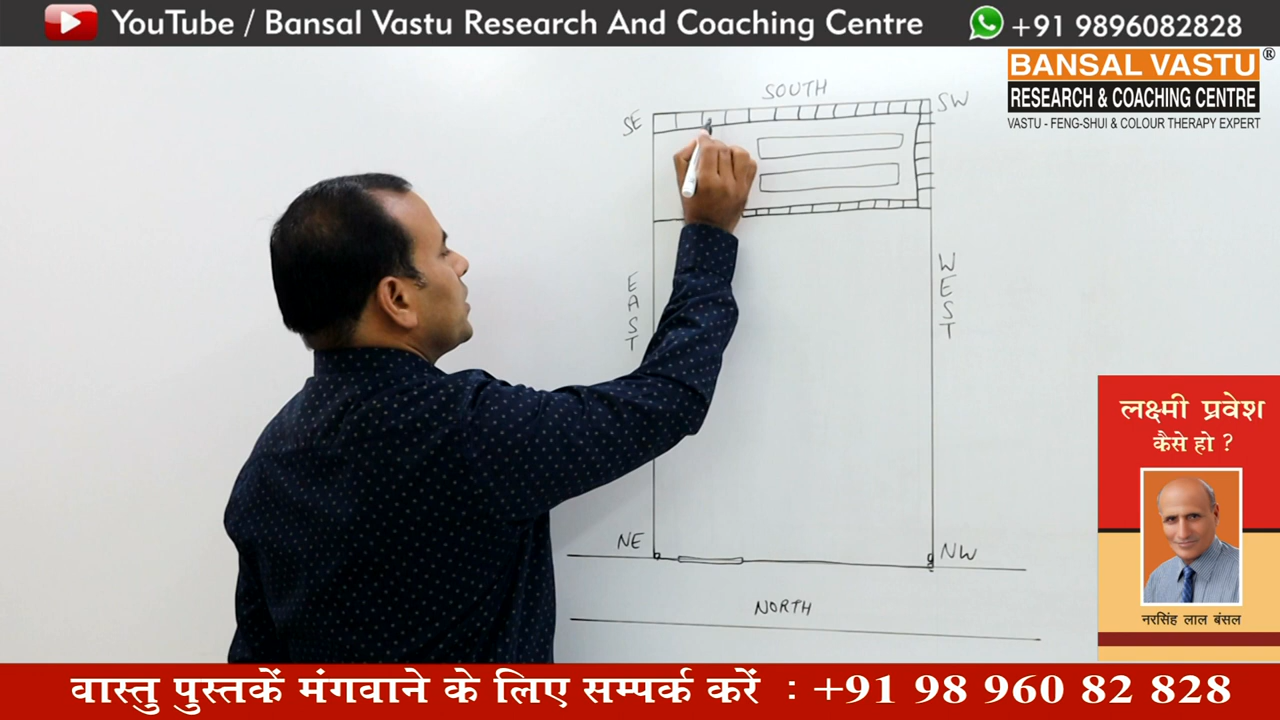 YouTube / Bansal Vastu Research And Coaching Centre
+91 9896082828
BANSAL VASTU ®
RESEARCH & COACHING CENTRE
VASTU - FENG-SHUI & COLOUR THERAPY EXPERT
SOUTH
SE
SW
EAST
WEST
NE
NW
NORTH
लक्ष्मी प्रवेश
कैसे हो ?
नरसिंह लाल बंसल
वास्तु पुस्तकें मंगवाने के लिए सम्पर्क करें : +91 98 960 82 828